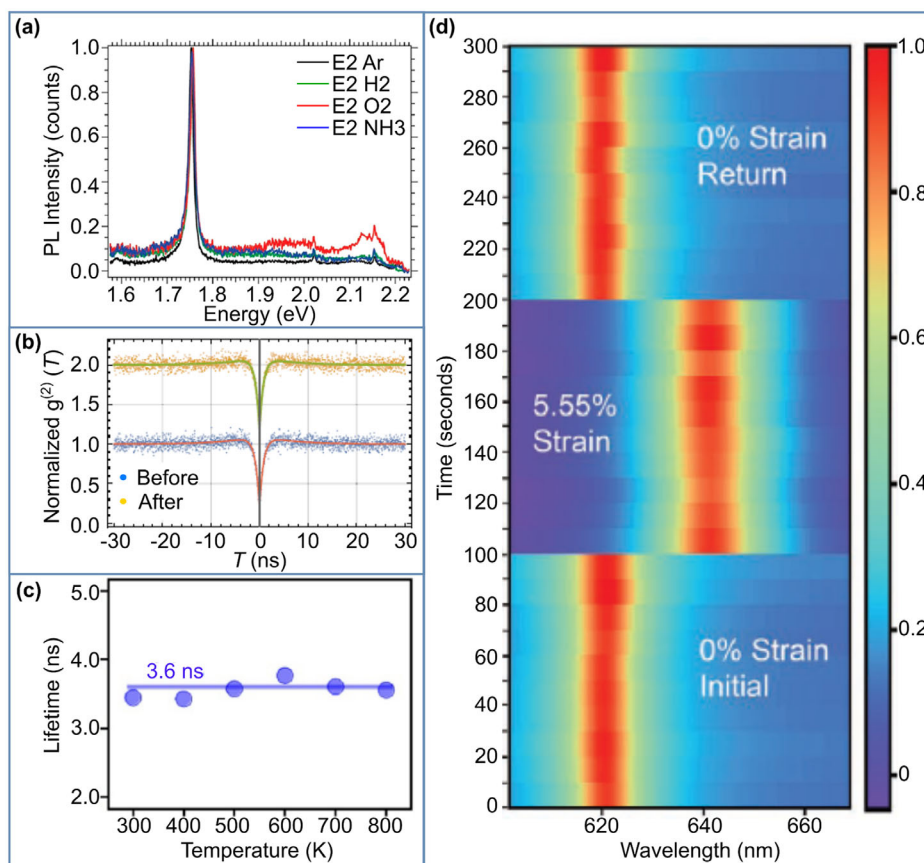 (a)
1.0
0.8
0.6
0.4
0.2
0.0
PL Intensity (counts)
E2 Ar
E2 H2
E2 O2
E2 NH3
1.6 1.7 1.8 1.9 2.0 2.1 2.2
Energy (eV)
(b)
2.0
1.5
1.0
0.5
0.0
Normalized g(2) (T)
Before
After
-30 -20 -10 0 10 20 30
T (ns)
(c)
5.0
4.0
3.0
2.0
Lifetime (ns)
3.6 ns
300 400 500 600 700 800
Temperature (K)
(d)
300
280
260
240
220
200
180
160
140
120
100
80
60
40
20
0
Time (seconds)
0% Strain
Return
5.55%
Strain
0% Strain
Initial
620 640 660
Wavelength (nm)
1.0
0.8
0.6
0.4
0.2
0